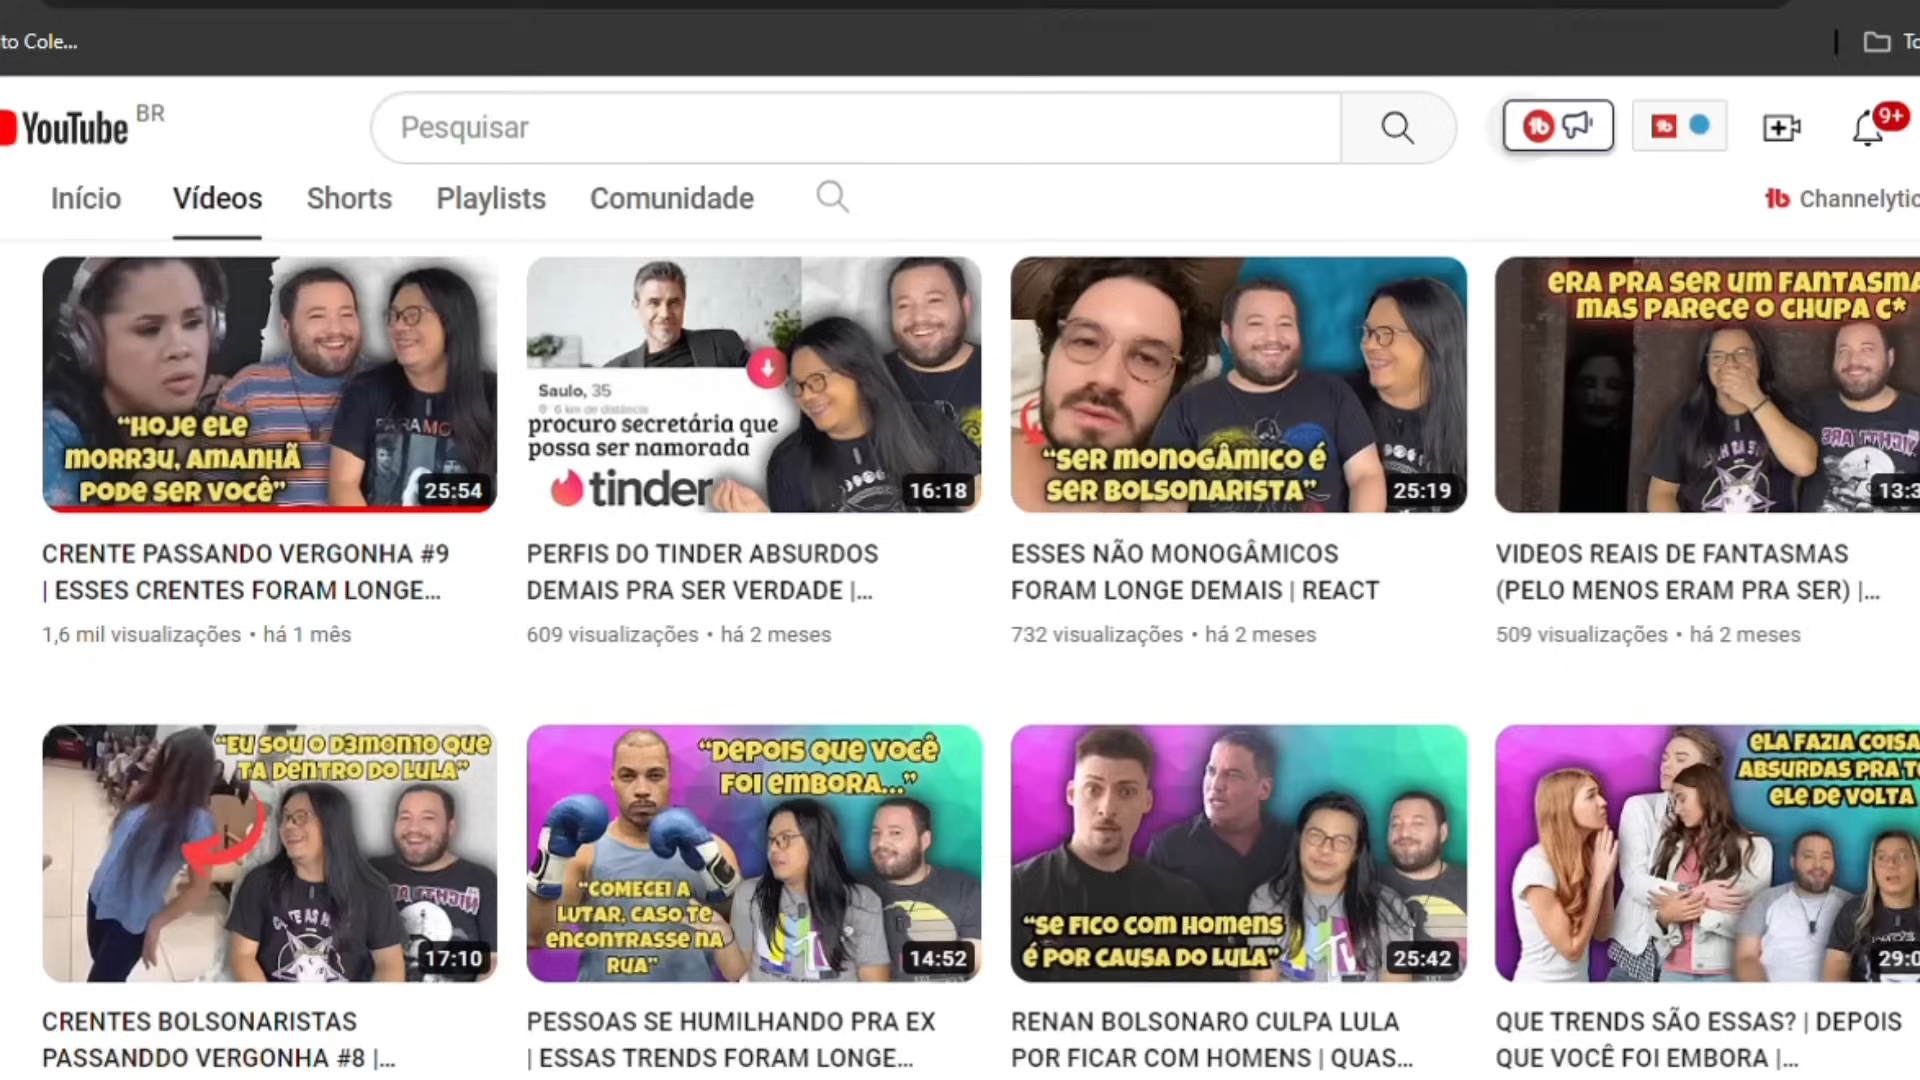 to Cole...
To
YouTube BR
Pesquisar
9+
Início
Vídeos
Shorts
Playlists
Comunidade
Channelytic
"HOJE ELE
MORR3U, AMANHÃ
PODE SER VOCÊ"
PARAMO
25:54
Saulo, 35
6 km de distância
procuro secretária que
possa ser namorada
tinder
16:18
"SER MONOGÂMICO É
SER BOLSONARISTA"
25:19
ERA PRA SER UM FANTASMA
MAS PARECE O CHUPA C*
13:3
CRENTE PASSANDO VERGONHA #9
| ESSES CRENTES FORAM LONGE...
1,6 mil visualizações • há 1 mês
PERFIS DO TINDER ABSURDOS
DEMAIS PRA SER VERDADE |...
609 visualizações • há 2 meses
ESSES NÃO MONOGÂMICOS
FORAM LONGE DEMAIS | REACT
732 visualizações • há 2 meses
VIDEOS REAIS DE FANTASMAS
(PELO MENOS ERAM PRA SER) |...
509 visualizações • há 2 meses
"EU SOU O D3MON1O QUE
TA DENTRO DO LULA"
17:10
"DEPOIS QUE VOCÊ
FOI EMBORA..."
"COMECEI A
LUTAR, CASO TE
ENCONTRASSE NA
RUA"
14:52
"SE FICO COM HOMENS
É POR CAUSA DO LULA"
25:42
ELA FAZIA COISA
ABSURDAS PRA T
ELE DE VOLTA
29:0
CRENTES BOLSONARISTAS
PASSANDDO VERGONHA #8 |...
PESSOAS SE HUMILHANDO PRA EX
| ESSAS TRENDS FORAM LONGE...
RENAN BOLSONARO CULPA LULA
POR FICAR COM HOMENS | QUAS...
QUE TRENDS SÃO ESSAS? | DEPOIS
QUE VOCÊ FOI EMBORA |...